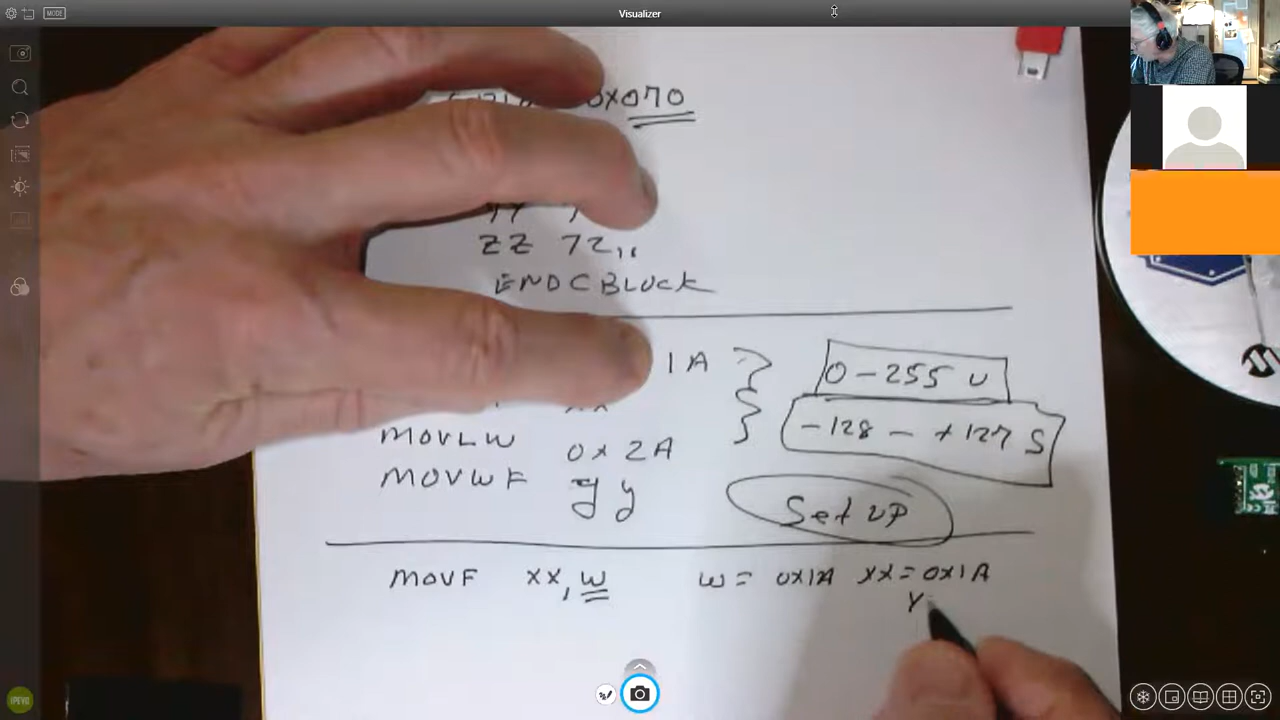 MODE
Visualizer
0x070
ZZ 72,,
ENDCBLOCK
1A
0-255 U
-128 - +127 S
MOVLW 0x2A
MOVWF yy
Set UP
MOVF XX,W W= 0x1A XX=0x1A
Y